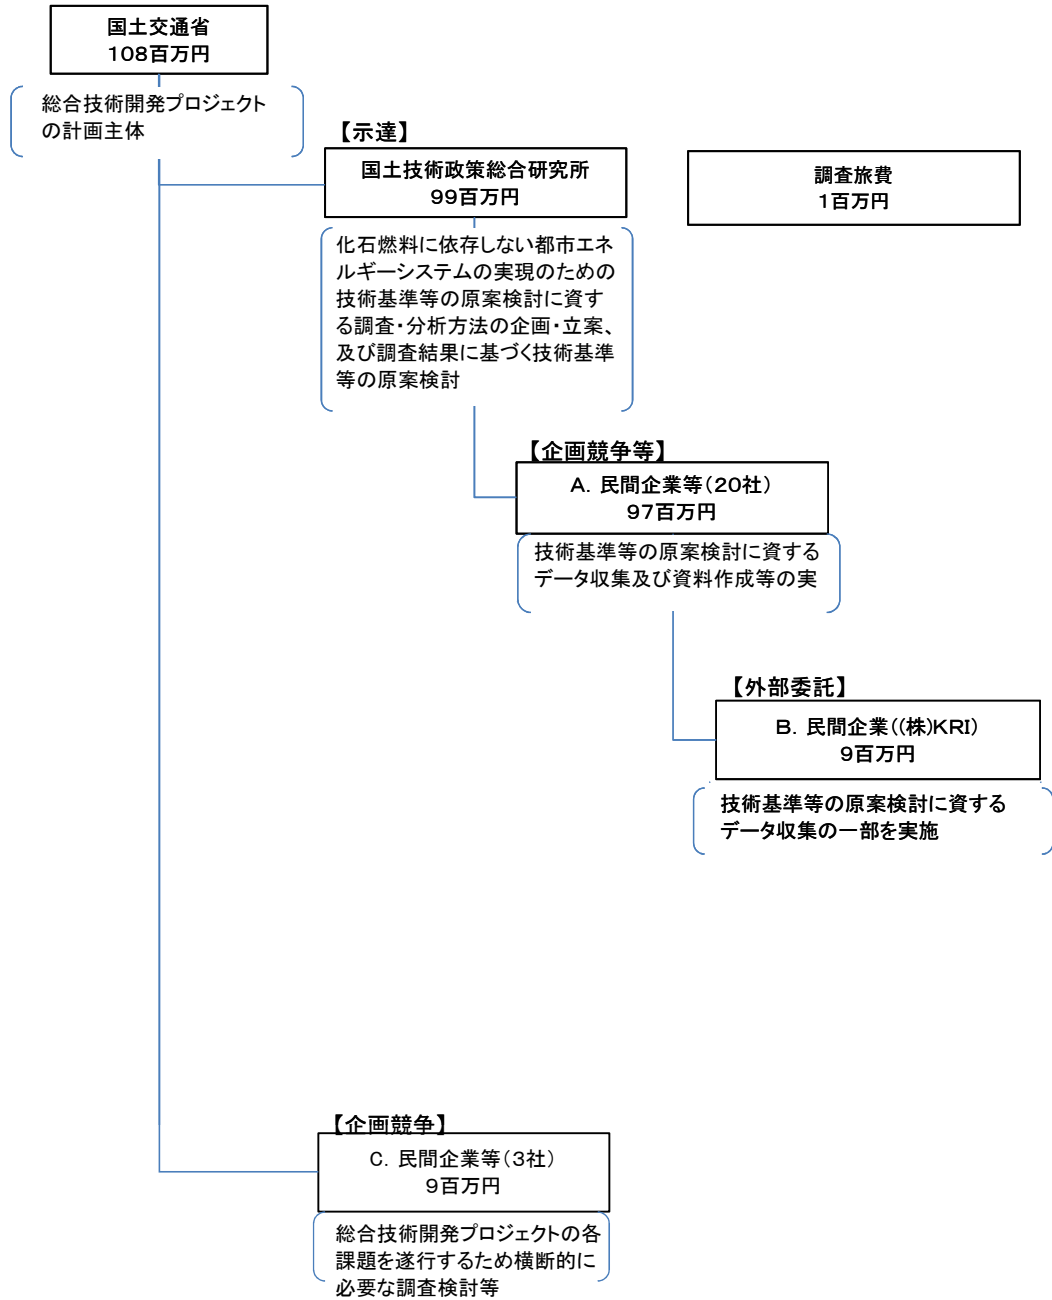 国土交通省
108百万円
総合技術開発プロジェクト
の計画主体
【示達】
国土技術政策総合研究所
99百万円
調査旅費
1百万円
化石燃料に依存しない都市エネ
ルギーシステムの実現のための
技術基準等の原案検討に資す
る調査・分析方法の企画・立案、
及び調査結果に基づく技術基準
等の原案検討
【企画競争等】
A. 民間企業等(20社)
97百万円
技術基準等の原案検討に資する
データ収集及び資料作成等の実
【外部委託】
B. 民間企業((株)KRI)
9百万円
技術基準等の原案検討に資する
データ収集の一部を実施
【企画競争】
C. 民間企業等(3社)
9百万円
総合技術開発プロジェクトの各
課題を遂行するため横断的に
必要な調査検討等